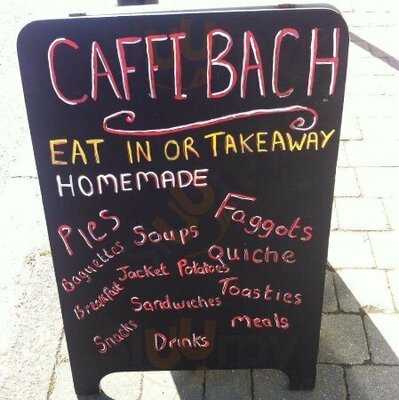 CAFFI BACH
EAT IN OR TAKEAWAY
HOMEMADE
Pies
Faggots
Soups
Baguettes
Quiche
Jacket Potatoes
Breakfast
Toasties
Sandwiches
Snacks
Meals
Drinks